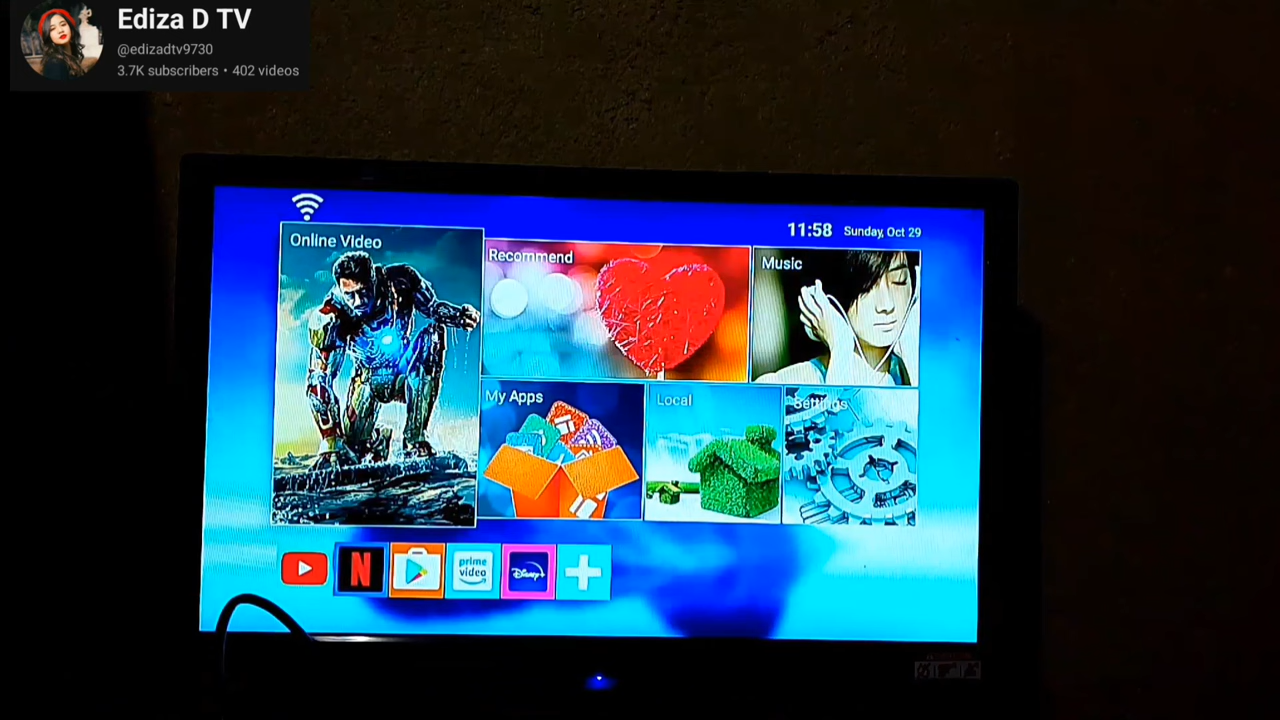 Ediza D TV
@edizadtv9730
3.7K subscribers • 402 videos
11:58 Sunday, Oct 29
Online Video
Recommend
Music
My Apps
Local
Settings
N
prime video
Disney+